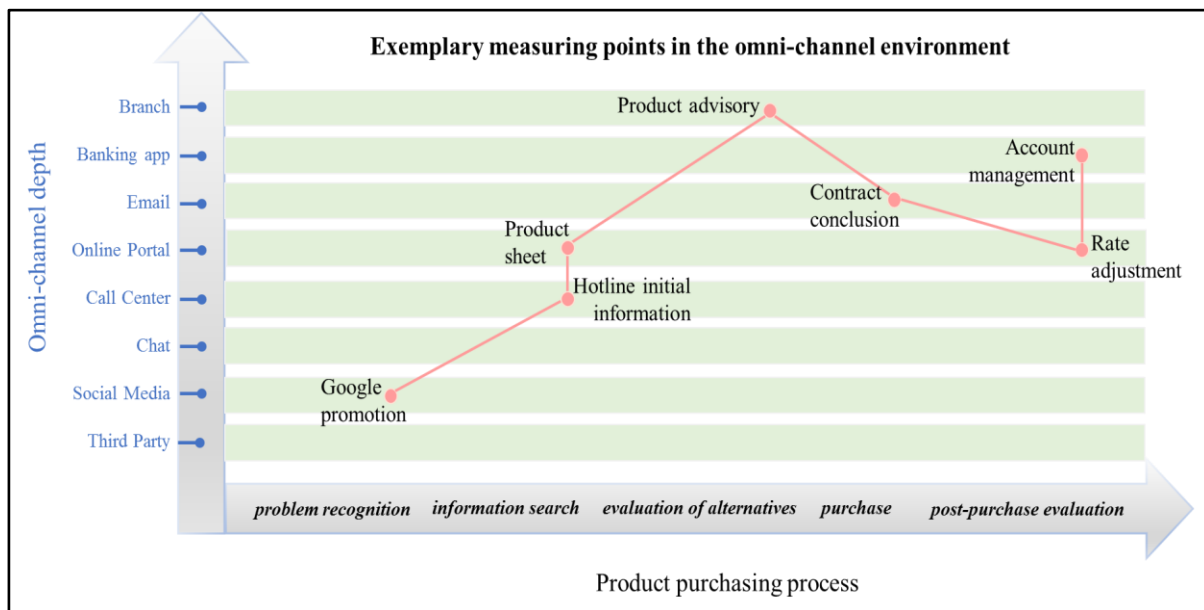 Exemplary measuring points in the omni-channel environment
Omni-channel depth
Branch
Banking app
Email
Online Portal
Call Center
Chat
Social Media
Third Party
Product advisory
Account
management
Contract
conclusion
Product
sheet
Rate
adjustment
Hotline initial
information
Google
promotion
problem recognition
information search
evaluation of alternatives
purchase
post-purchase evaluation
Product purchasing process